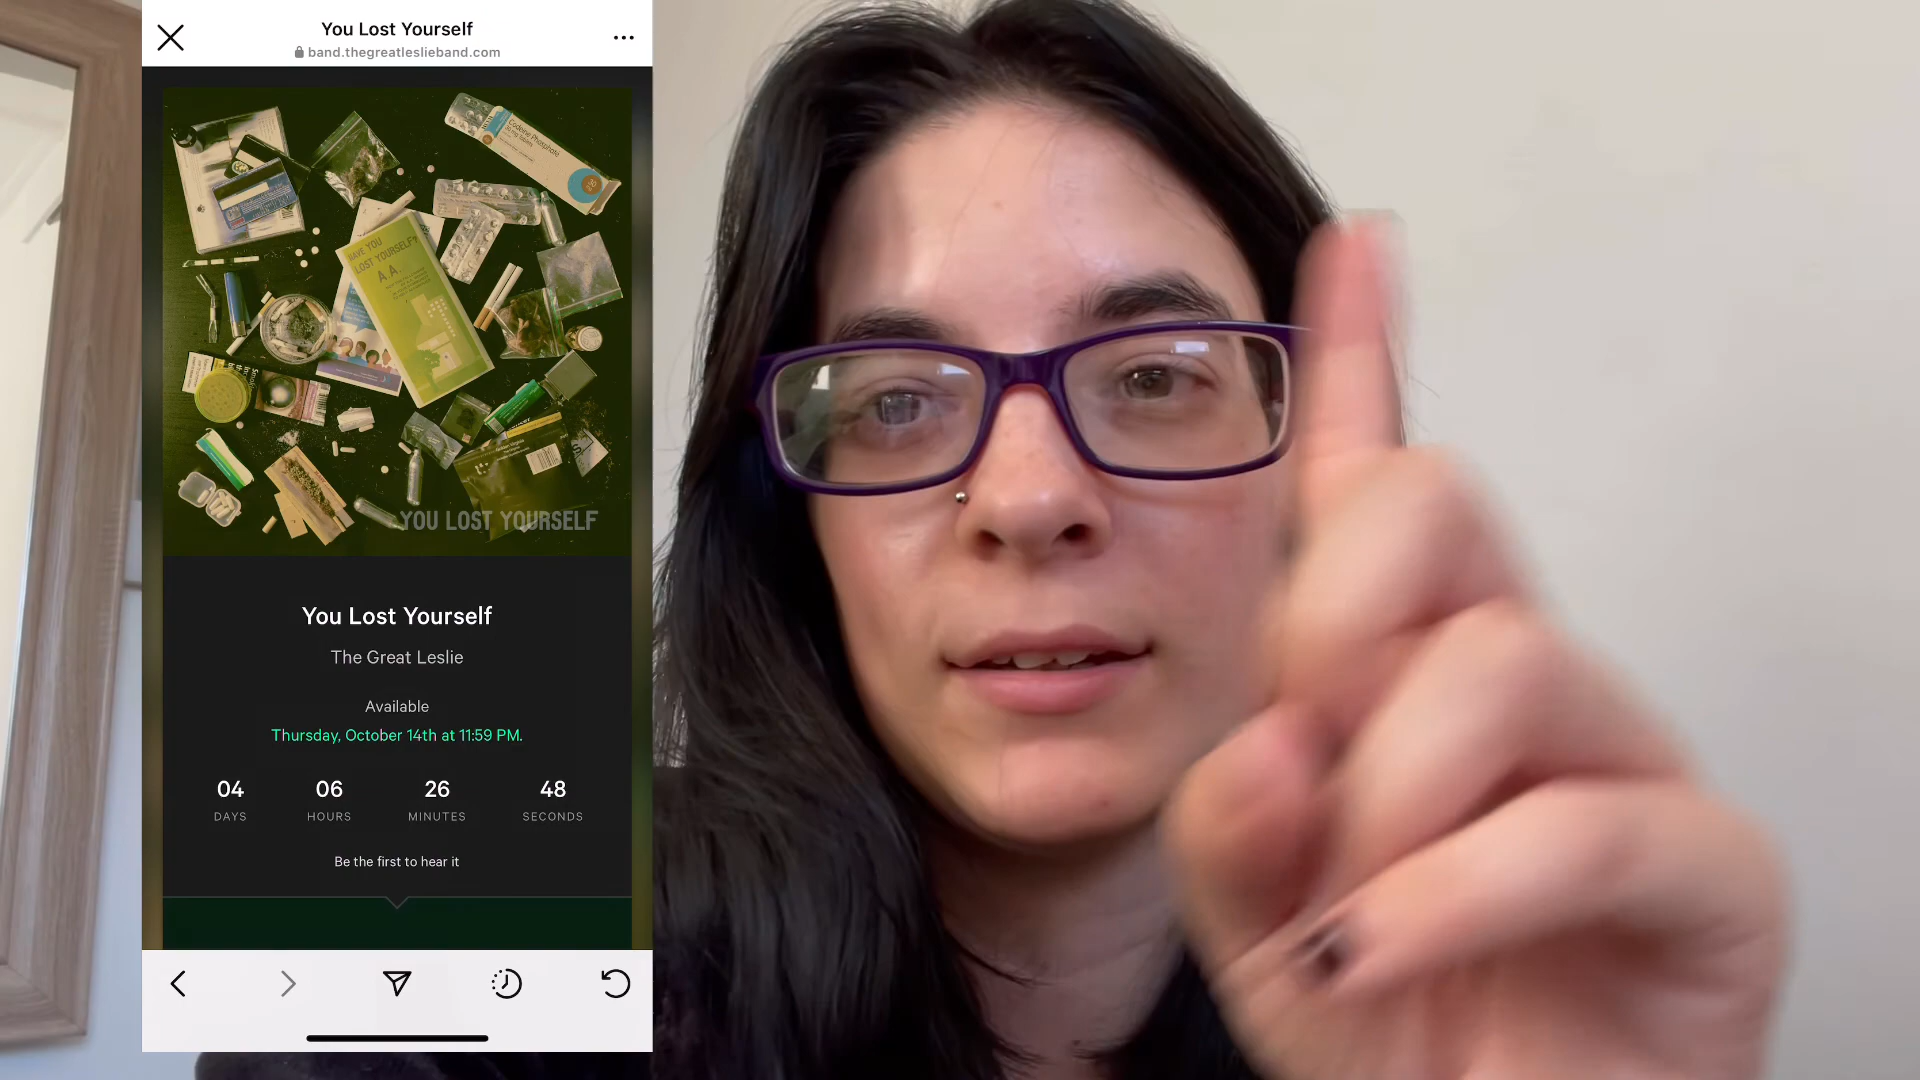 You Lost Yourself
band.thegreatleslieband.com
Codeine Phosphate
HAVE YOU
LOST YOURSELF?
A.A.
YOU LOST YOURSELF
You Lost Yourself
The Great Leslie
Available
Thursday, October 14th at 11:59 PM.
04 06 26 48
DAYS HOURS MINUTES SECONDS
Be the first to hear it